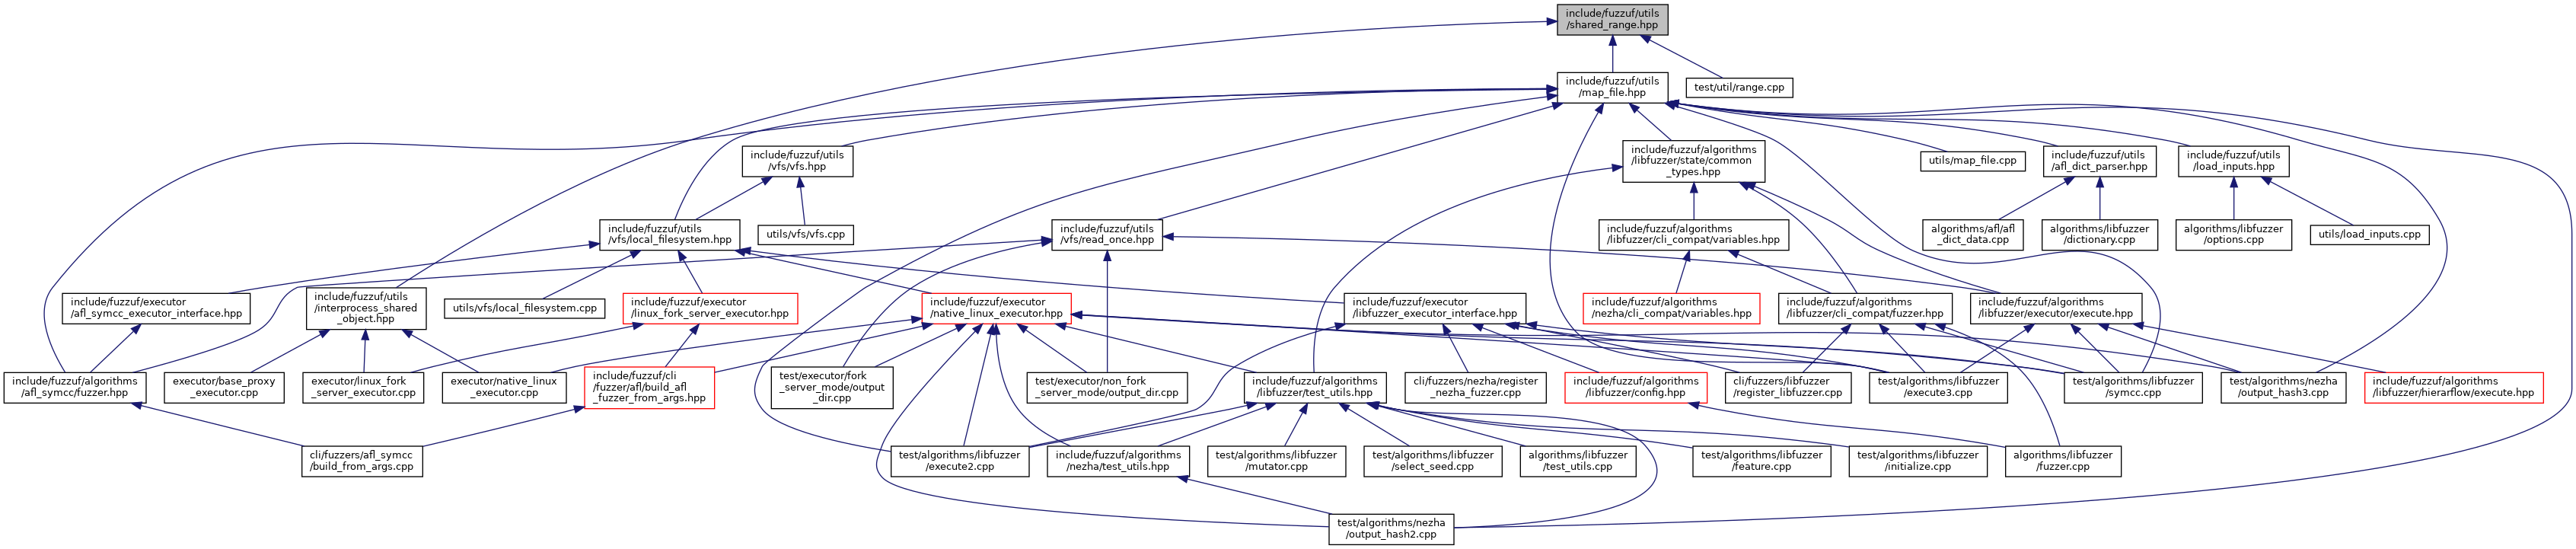 include/fuzzuf/utils
/shared_range.hpp
include/fuzzuf/utils
/map_file.hpp
test/util/range.cpp
include/fuzzuf/utils
/vfs/vfs.hpp
include/fuzzuf/algorithms
/libfuzzer/state/common
_types.hpp
utils/map_file.cpp
include/fuzzuf/utils
/afl_dict_parser.hpp
include/fuzzuf/utils
/load_inputs.hpp
include/fuzzuf/utils
/vfs/local_filesystem.hpp
utils/vfs/vfs.cpp
include/fuzzuf/utils
/vfs/read_once.hpp
include/fuzzuf/algorithms
/libfuzzer/cli_compat/variables.hpp
algorithms/afl/afl
_dict_data.cpp
algorithms/libfuzzer
/dictionary.cpp
algorithms/libfuzzer
/options.cpp
utils/load_inputs.cpp
include/fuzzuf/executor
/afl_symcc_executor_interface.hpp
include/fuzzuf/utils
/interprocess_shared
_object.hpp
utils/vfs/local_filesystem.cpp
include/fuzzuf/executor
/linux_fork_server_executor.hpp
include/fuzzuf/executor
/native_linux_executor.hpp
include/fuzzuf/executor
/libfuzzer_executor_interface.hpp
include/fuzzuf/algorithms
/nezha/cli_compat/variables.hpp
include/fuzzuf/algorithms
/libfuzzer/cli_compat/fuzzer.hpp
include/fuzzuf/algorithms
/libfuzzer/executor/execute.hpp
include/fuzzuf/algorithms
/afl_symcc/fuzzer.hpp
executor/base_proxy
_executor.cpp
executor/linux_fork
_server_executor.cpp
executor/native_linux
_executor.cpp
include/fuzzuf/cli
/fuzzer/afl/build_afl
_fuzzer_from_args.hpp
test/executor/fork
_server_mode/output
_dir.cpp
test/executor/non_fork
_server_mode/output_dir.cpp
include/fuzzuf/algorithms
/libfuzzer/test_utils.hpp
cli/fuzzers/nezha/register
_nezha_fuzzer.cpp
include/fuzzuf/algorithms
/libfuzzer/config.hpp
cli/fuzzers/libfuzzer
/register_libfuzzer.cpp
test/algorithms/libfuzzer
/execute3.cpp
test/algorithms/libfuzzer
/symcc.cpp
test/algorithms/nezha
/output_hash3.cpp
include/fuzzuf/algorithms
/libfuzzer/hierarflow/execute.hpp
cli/fuzzers/afl_symcc
/build_from_args.cpp
test/algorithms/libfuzzer
/execute2.cpp
include/fuzzuf/algorithms
/nezha/test_utils.hpp
test/algorithms/libfuzzer
/mutator.cpp
test/algorithms/libfuzzer
/select_seed.cpp
algorithms/libfuzzer
/test_utils.cpp
test/algorithms/libfuzzer
/feature.cpp
test/algorithms/libfuzzer
/initialize.cpp
algorithms/libfuzzer
/fuzzer.cpp
test/algorithms/nezha
/output_hash2.cpp